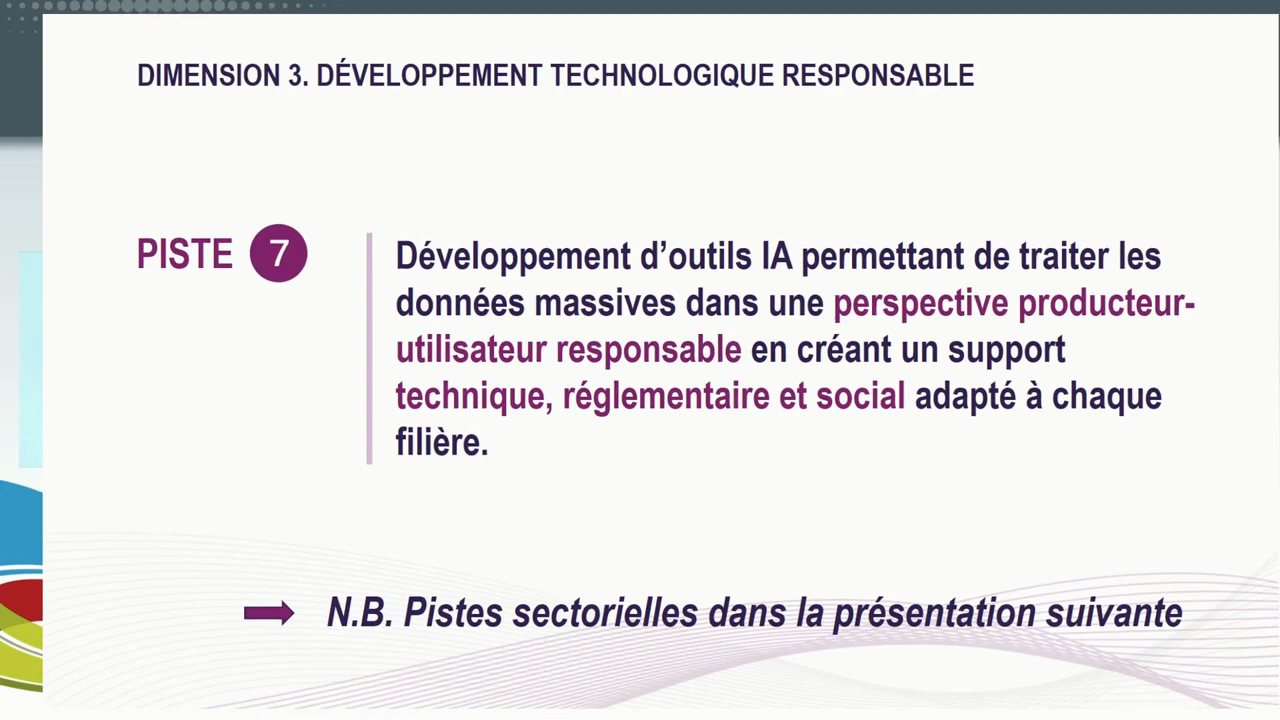 DIMENSION 3. DÉVELOPPEMENT TECHNOLOGIQUE RESPONSABLE
PISTE 7
Développement d’outils IA permettant de traiter les
données massives dans une perspective producteur-
utilisateur responsable en créant un support
technique, réglementaire et social adapté à chaque
filière.
N.B. Pistes sectorielles dans la présentation suivante